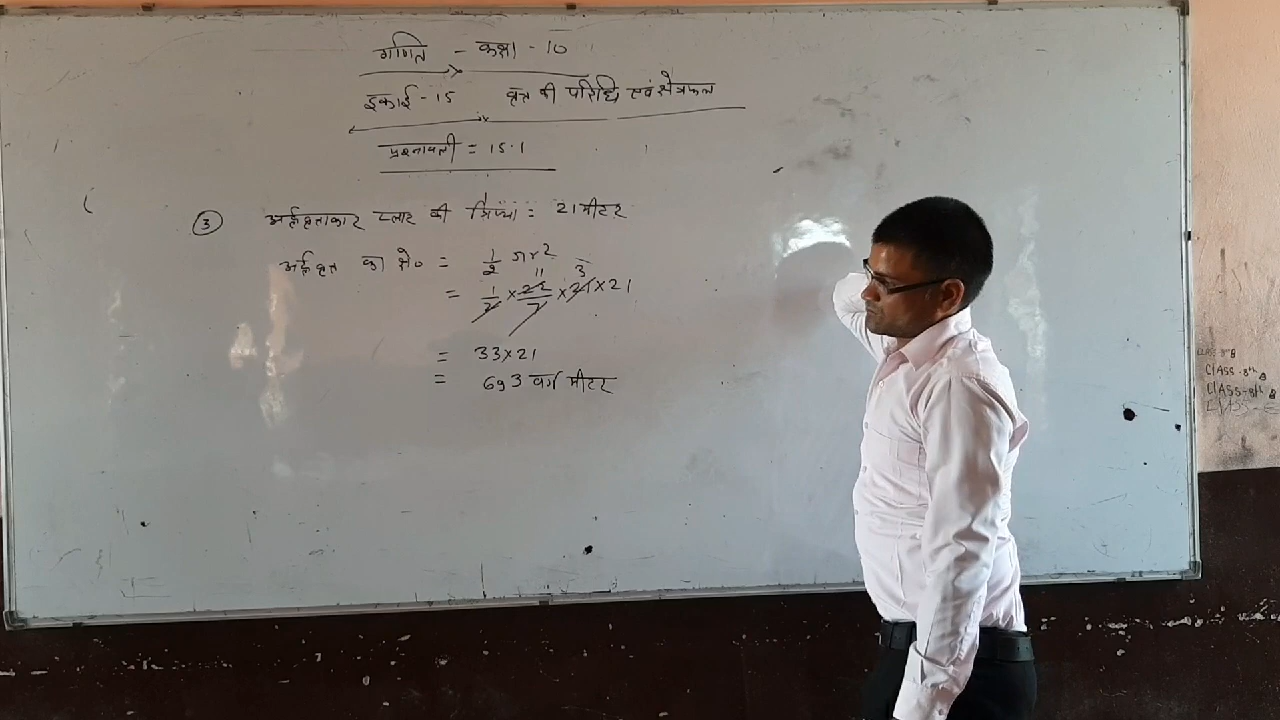 गणित - कक्षा - 10
इकाई - 15 वृत्त की परिधि एवं क्षेत्रफल
प्रश्नावली = 15.1
③ अर्द्धवृत्ताकार प्लाट की त्रिज्या = 21 मीटर
अर्द्धवृत्त का क्षे० = 1/2 πr²
= 1/2 × 22/7 × 21 × 21
11 3
= 33×21
= 693 वर्ग मीटर
CLASS-8th B
CLASS-8th B